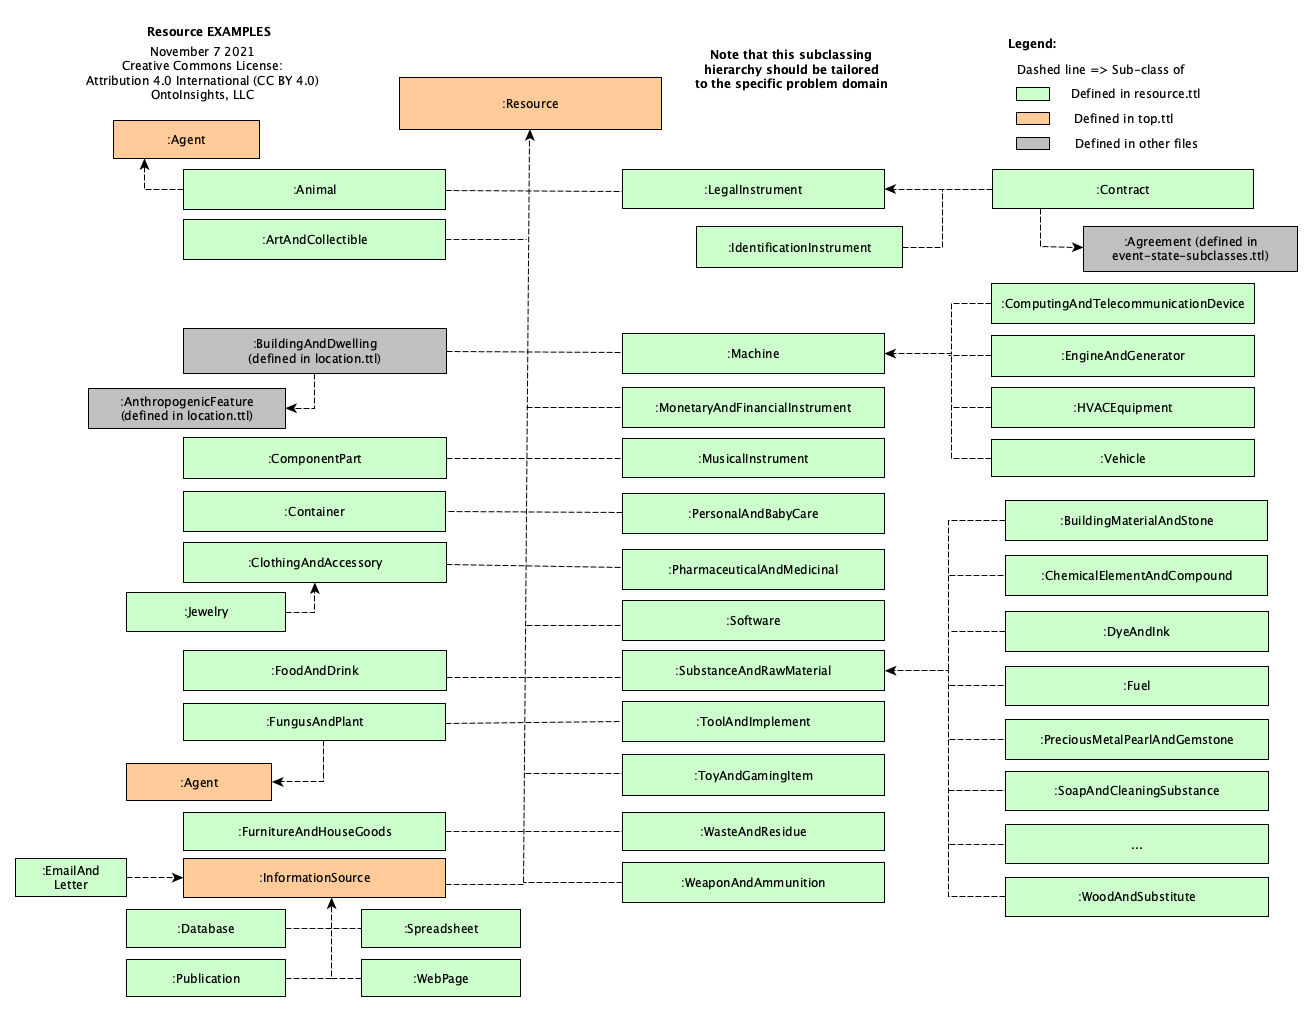 Resource EXAMPLES
November 7 2021
Creative Commons License:
Attribution 4.0 International (CC BY 4.0)
OntoInsights, LLC
Note that this subclassing
hierarchy should be tailored
to the specific problem domain
Legend:
Dashed line => Sub-class of
Defined in resource.ttl
Defined in top.ttl
Defined in other files
:Resource
:Agent
:Animal
:ArtAndCollectible
:BuildingAndDwelling
(defined in location.ttl)
:AnthropogenicFeature
(defined in location.ttl)
:ComponentPart
:Container
:ClothingAndAccessory
:Jewelry
:FoodAndDrink
:FungusAndPlant
:Agent
:FurnitureAndHouseGoods
:EmailAnd
Letter
:InformationSource
:Database
:Spreadsheet
:Publication
:WebPage
:LegalInstrument
:IdentificationInstrument
:Machine
:MonetaryAndFinancialInstrument
:MusicalInstrument
:PersonalAndBabyCare
:PharmaceuticalAndMedicinal
:Software
:SubstanceAndRawMaterial
:ToolAndImplement
:ToyAndGamingItem
:WasteAndResidue
:WeaponAndAmmunition
:Contract
:Agreement (defined in
event-state-subclasses.ttl)
:ComputingAndTelecommunicationDevice
:EngineAndGenerator
:HVACEquipment
:Vehicle
:BuildingMaterialAndStone
:ChemicalElementAndCompound
:DyeAndInk
:Fuel
:PreciousMetalPearlAndGemstone
:SoapAndCleaningSubstance
...
:WoodAndSubstitute